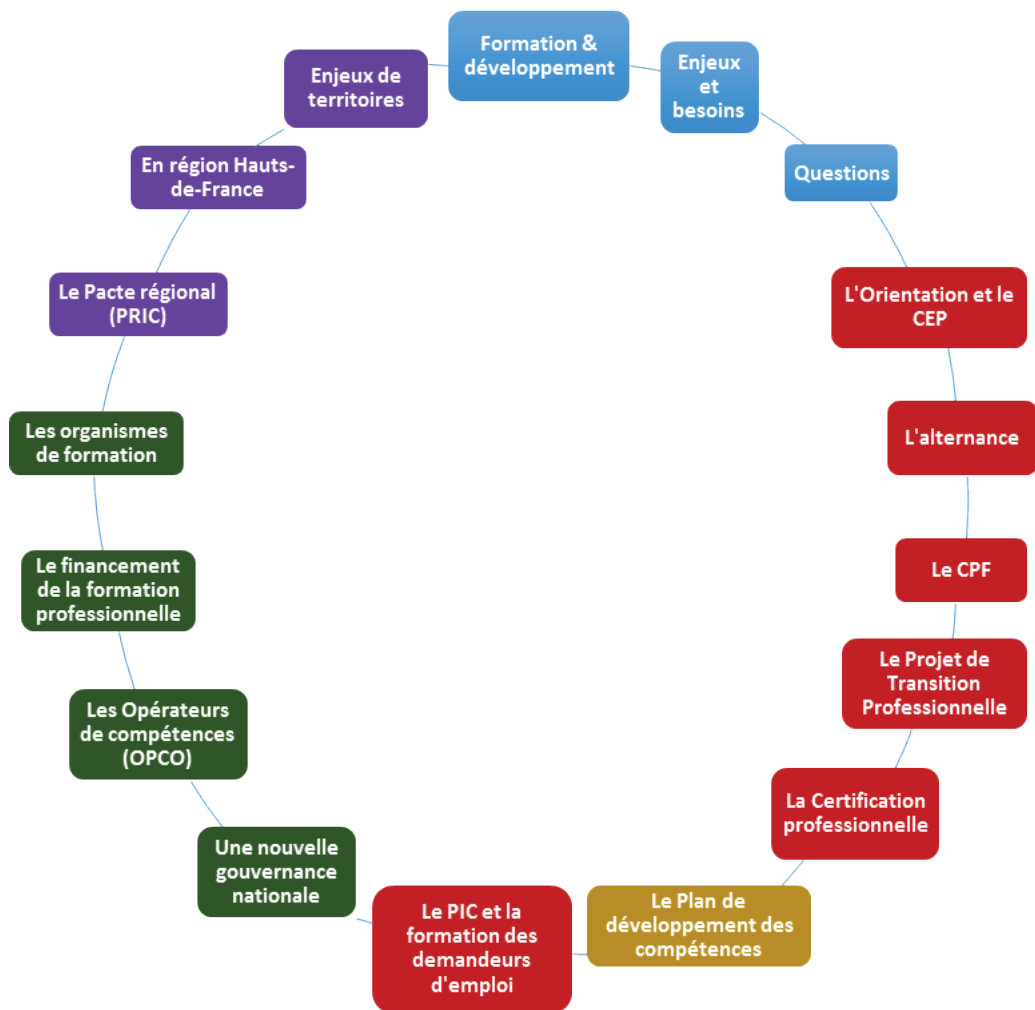 Formation &
développement
Enjeux
et
besoins
Questions
L'Orientation et le
CEP
L'alternance
Le CPF
Le Projet de
Transition
Professionnelle
La Certification
professionnelle
Le Plan de
développement des
compétences
Le PIC et la
formation des
demandeurs
d'emploi
Une nouvelle
gouvernance
nationale
Les Opérateurs
de compétences
(OPCO)
Le financement
de la formation
professionnelle
Les organismes
de formation
Le Pacte régional
(PRIC)
En région Hauts-
de-France
Enjeux de
territoires